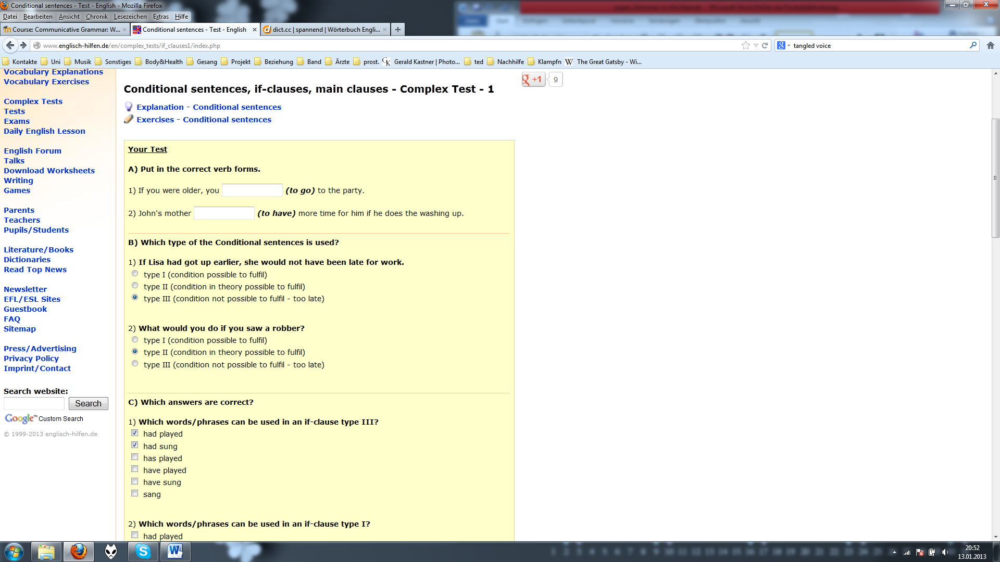 Conditional sentences - Test - English - Mozilla Firefox
Datei Bearbeiten Ansicht Chronik Lesezeichen Extras Hilfe
Course: Communicative Grammar: W...
Conditional sentences - Test - English
dict.cc | spannend | Wörterbuch Engli...
www.englisch-hilfen.de/en/complex_tests/if_clauses1/index.php
tangled voice
Kontakte Uni Musik Sonstiges Body&Health Gesang Projekt Beziehung Band Ärzte prost. GK Gerald Kastner | Photo... ted Nachhilfe Klampfn W The Great Gatsby - Wi...
Vocabulary Explanations
Vocabulary Exercises
Complex Tests
Tests
Exams
Daily English Lesson
English Forum
Talks
Download Worksheets
Writing
Games
Parents
Teachers
Pupils/Students
Literature/Books
Dictionaries
Read Top News
Newsletter
EFL/ESL Sites
Guestbook
FAQ
Sitemap
Press/Advertising
Privacy Policy
Imprint/Contact
Search website:
Search
Google™ Custom Search
© 1999-2013 englisch-hilfen.de
Conditional sentences, if-clauses, main clauses - Complex Test - 1
Explanation - Conditional sentences
Exercises - Conditional sentences
g +1 9
Your Test
A) Put in the correct verb forms.
1) If you were older, you (to go) to the party.
2) John's mother (to have) more time for him if he does the washing up.
B) Which type of the Conditional sentences is used?
1) If Lisa had got up earlier, she would not have been late for work.
type I (condition possible to fulfil)
type II (condition in theory possible to fulfil)
type III (condition not possible to fulfil - too late)
2) What would you do if you saw a robber?
type I (condition possible to fulfil)
type II (condition in theory possible to fulfil)
type III (condition not possible to fulfil - too late)
C) Which answers are correct?
1) Which words/phrases can be used in an if-clause type III?
had played
had sung
has played
have played
have sung
sang
2) Which words/phrases can be used in an if-clause type I?
had played
20:52
13.01.2013